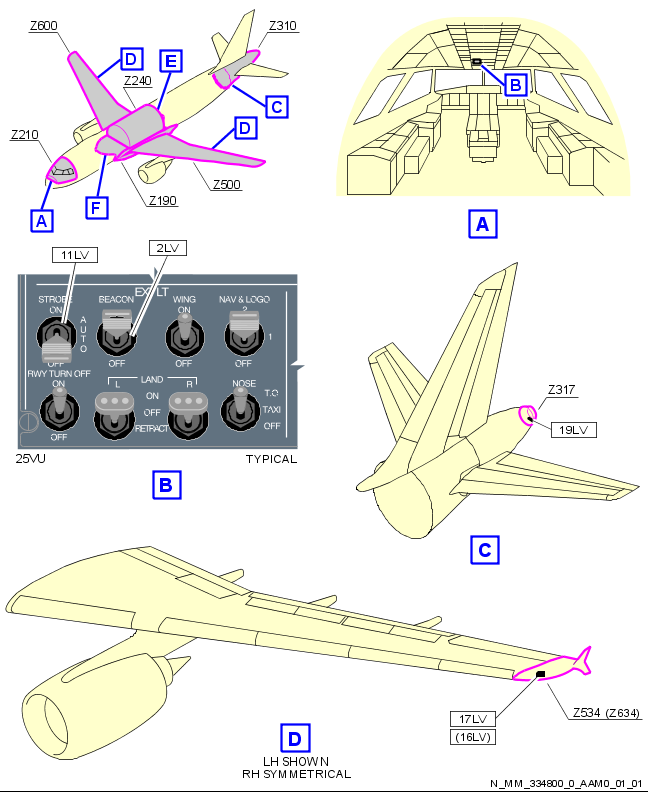 Z600
Z310
D
E
Z240
C
D
Z210
Z500
Z190
A
F
B
A
11LV
2LV
EXT LT
STROBE
BEACON
WING
NAV & LOGO
ON
ON
2
AUTO
1
OFF
OFF
OFF
OFF
RWY TURN OFF
LAND
NOSE
ON
L
R
ON
T.O
OFF
TAXI
OFF
RETRACT
OFF
25VU
TYPICAL
B
Z317
19LV
C
17LV
(16LV)
Z534 (Z634)
D
LH SHOWN
RH SYMMETRICAL
N_MM_334800_0_AAM0_01_01